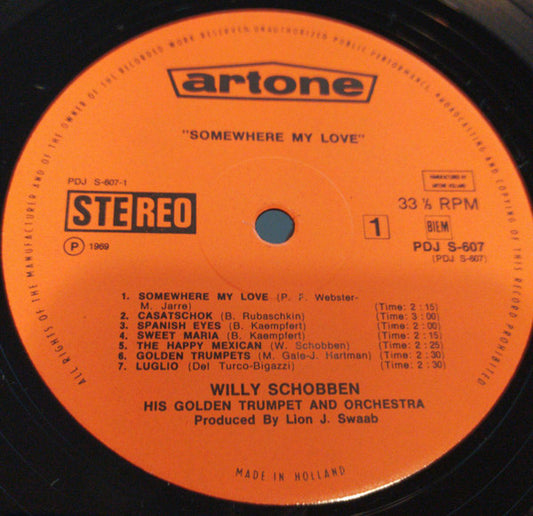 ALL RIGHTS OF THE MANUFACTURER AND OF THE OWNER OF THE RECORDED WORK RESERVED. UNAUTHORIZED PUBLIC PERFORMANCE, BROADCASTING AND COPYING OF THIS RECORD PROHIBITED
artone
"SOMEWHERE MY LOVE"
PDJ S-607-1
MANUFACTURED BY
ARTONE HOLLAND
STEREO
33 ⅓ RPM
1
BIEM
PDJ S-607
(PDJ S-607)
Ⓟ 1969
1. SOMEWHERE MY LOVE (P. F. Webster-
M. Jarre) (Time: 2 : 15)
2. CASATSCHOK (B. Rubaschkin) (Time: 3 : 00)
3. SPANISH EYES (B. Kaempfert) (Time: 2 : 00)
4. SWEET MARIA (B. Kaempfert) (Time: 2 : 15)
5. THE HAPPY MEXICAN (W. Schobben) (Time: 2 : 25)
6. GOLDEN TRUMPETS (M. Gale-J. Hartman) (Time: 2 : 30)
7. LUGLIO (Del Turco-Bigazzi) (Time: 2 : 30)
WILLY SCHOBBEN
HIS GOLDEN TRUMPET AND ORCHESTRA
Produced By Lion J. Swaab
MADE IN HOLLAND